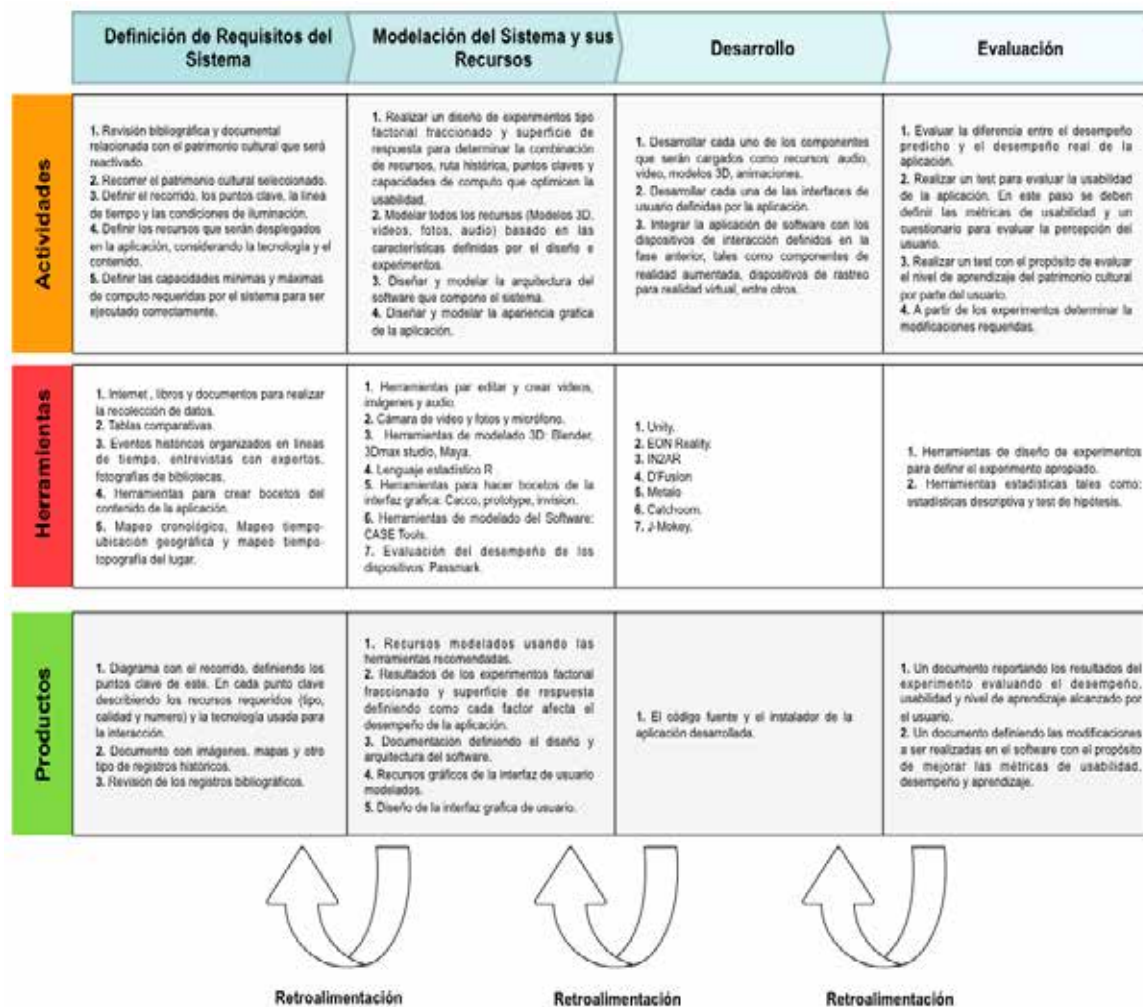 Definición de Requisitos del
Sistema
Modelación del Sistema y sus
Recursos
Desarrollo
Evaluación
Actividades
1. Revisión bibliográfica y documental
relacionada con el patrimonio cultural que será
reactivado.
2. Recorrer el patrimonio cultural seleccionado.
3. Definir el recorrido, los puntos clave, la línea
de tiempo y las condiciones de iluminación.
4. Definir los recursos que serán desplegados
en la aplicación, considerando la tecnología y el
contenido.
5. Definir las capacidades mínimas y máximas
de computo requeridas por el sistema para ser
ejecutado correctamente.
1. Realizar un diseño de experimentos tipo
factorial fraccionado y superficie de
respuesta para determinar la combinación
de recursos, ruta histórica, puntos claves y
capacidades de computo que optimicen la
usabilidad.
2. Modelar todos los recursos (Modelos 3D,
videos, fotos, audio) basado en las
características definidas por el diseño e
experimentos.
3. Diseñar y modelar la arquitectura del
software que compone el sistema.
4. Diseñar y modelar la apariencia grafica
de la aplicación.
1. Desarrollar cada uno de los componentes
que serán cargados como recursos: audio,
video, modelos 3D, animaciones.
2. Desarrollar cada una de las interfaces de
usuario definidas por la aplicación.
3. Integrar la aplicación de software con los
dispositivos de interacción definidos en la
fase anterior, tales como componentes de
realidad aumentada, dispositivos de rastreo
para realidad virtual, entre otros.
1. Evaluar la diferencia entre el desempeño
predicho y el desempeño real de la
aplicación.
2. Realizar un test para evaluar la usabilidad
de la aplicación. En este paso se deben
definir las métricas de usabilidad y un
cuestionario para evaluar la percepción del
usuario.
3. Realizar un test con el propósito de evaluar
el nivel de aprendizaje del patrimonio cultural
por parte del usuario.
4. A partir de los experimentos determinar la
modificaciones requeridas.
Herramientas
1. Internet , libros y documentos para realizar
la recolección de datos.
2. Tablas comparativas.
3. Eventos históricos organizados en líneas
de tiempo, entrevistas con expertos,
fotografías de bibliotecas.
4. Herramientas para crear bocetos del
contenido de la aplicación.
5. Mapeo cronológico, Mapeo tiempo-
ubicación geográfica y mapeo tiempo-
topografía del lugar.
1. Herramientas par editar y crear videos,
imágenes y audio.
2. Cámara de video y fotos y micrófono.
3. Herramientas de modelado 3D: Blender,
3Dmax studio, Maya.
4. Lenguaje estadístico R
5. Herramientas para hacer bocetos de la
interfaz grafica: Cacco, prototype, invision.
6. Herramientas de modelado del Software:
CASE Tools.
7. Evaluación del desempeño de los
dispositivos: Passmark.
1. Unity.
2. EON Reality.
3. IN2AR
4. D'Fusion
5. Metaio
6. Catchoom.
7. J-Mokey.
1. Herramientas de diseño de experimentos
para definir el experimento apropiado.
2. Herramientas estadísticas tales como:
estadísticas descriptiva y test de hipótesis.
Productos
1. Diagrama con el recorrido, definiendo los
puntos clave de este. En cada punto clave
describiendo los recursos requeridos (tipo,
calidad y numero) y la tecnología usada para
la interacción.
2. Documento con imágenes, mapas y otro
tipo de registros históricos.
3. Revisión de los registros bibliográficos.
1. Recursos modelados usando las
herramientas recomendadas.
2. Resultados de los experimentos factorial
fraccionado y superficie de respuesta
definiendo como cada factor afecta el
desempeño de la aplicación.
3. Documentación definiendo el diseño y
arquitectura del software.
4. Recursos gráficos de la interfaz de usuario
modelados.
5. Diseño de la interfaz grafica de usuario.
1. El código fuente y el instalador de la
aplicación desarrollada.
1. Un documento reportando los resultados del
experimento evaluando el desempeño,
usabilidad y nivel de aprendizaje alcanzado por
el usuario.
2. Un documento definiendo las modificaciones
a ser realizadas en el software con el propósito
de mejorar las métricas de usabilidad,
desempeño y aprendizaje.
Retroalimentación
Retroalimentación
Retroalimentación